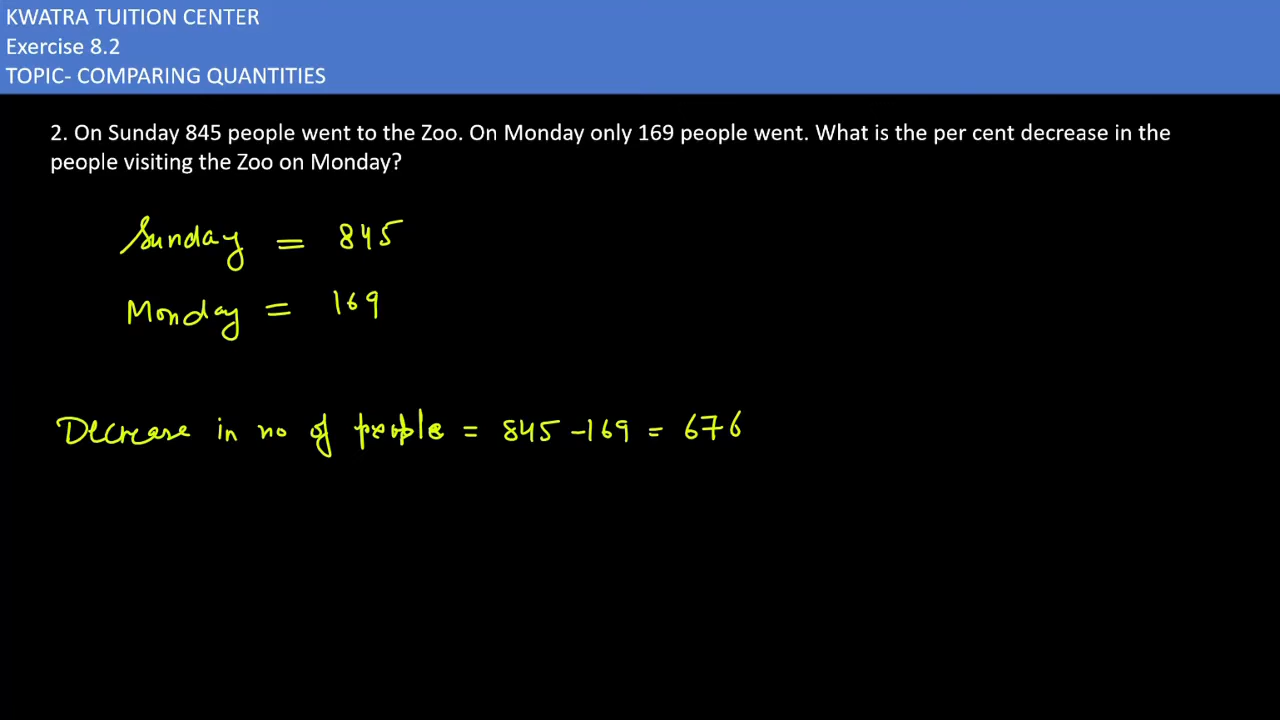 KWATRA TUITION CENTER
Exercise 8.2
TOPIC- COMPARING QUANTITIES
2. On Sunday 845 people went to the Zoo. On Monday only 169 people went. What is the per cent decrease in the
people visiting the Zoo on Monday?
Sunday = 845
Monday = 169
Decrease in no of people = 845 - 169 = 676